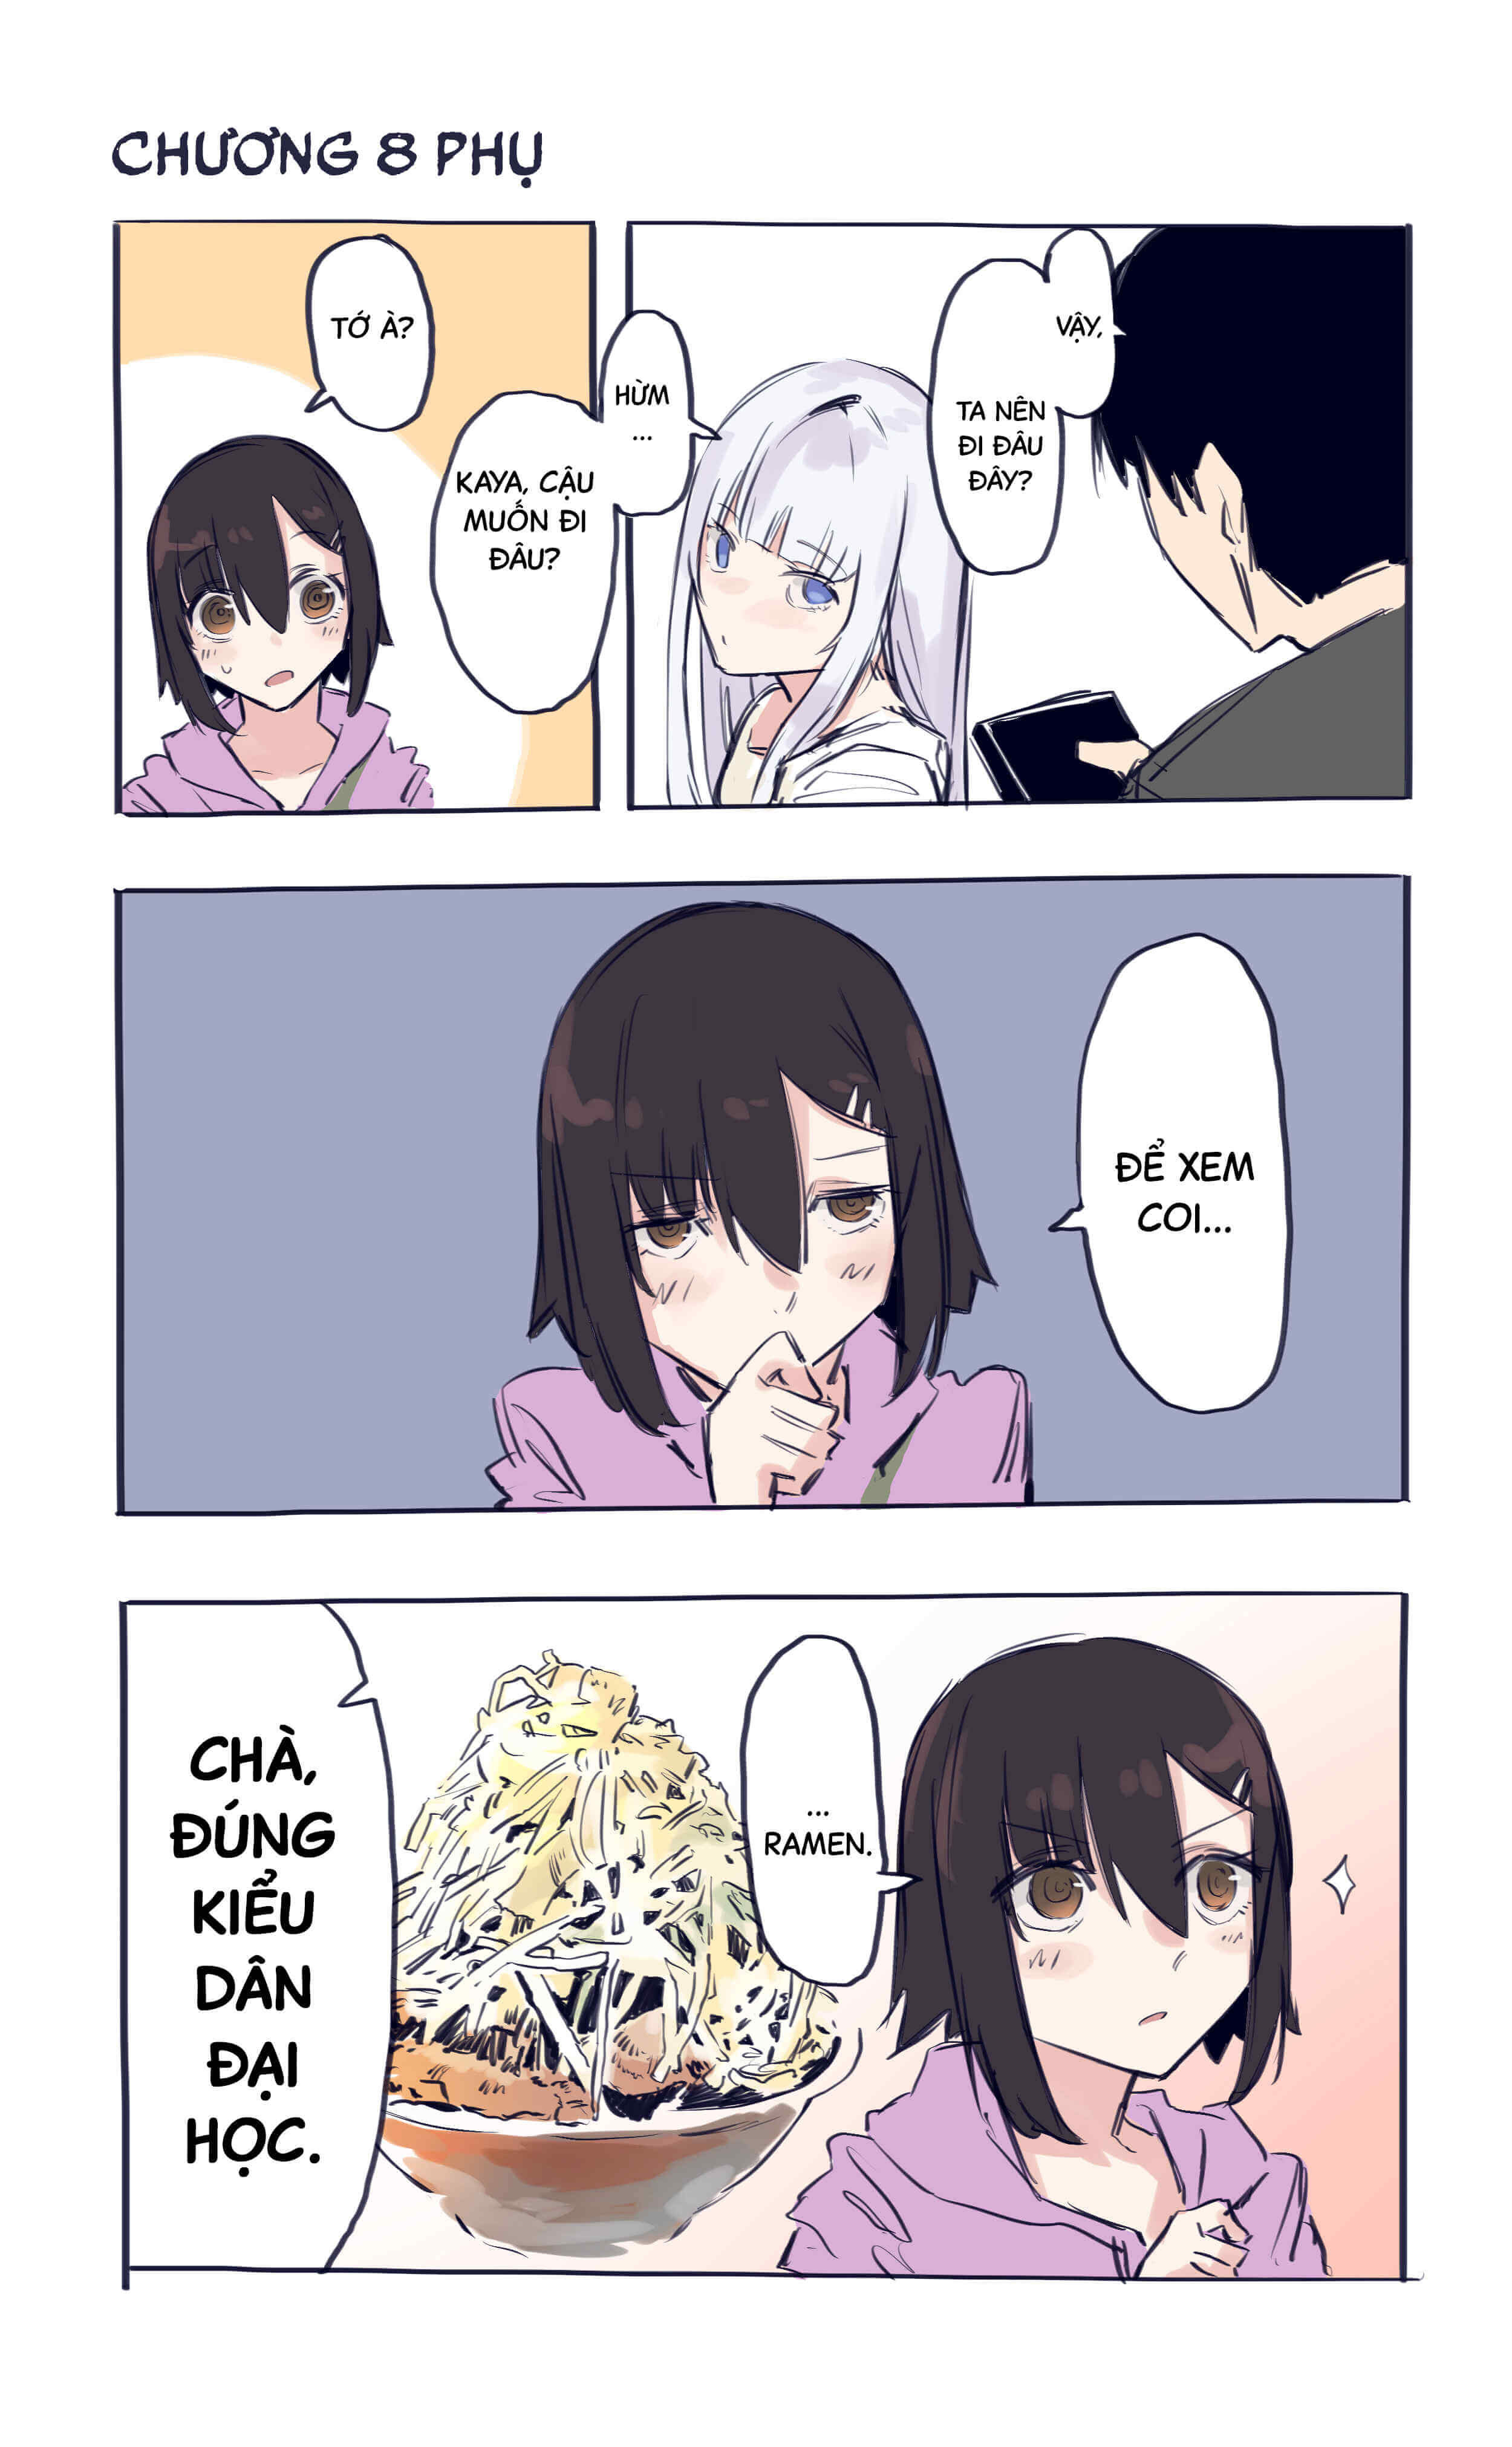 CHƯƠNG 8 PHỤ
VẬY,
TA NÊN
ĐI ĐÂU
ĐÂY?
HỪM
...
KAYA, CẬU
MUỐN ĐI
ĐÂU?
TỚ À?
ĐỂ XEM
COI...
...
RAMEN.
CHÀ,
ĐÚNG
KIỂU
DÂN
ĐẠI
HỌC.